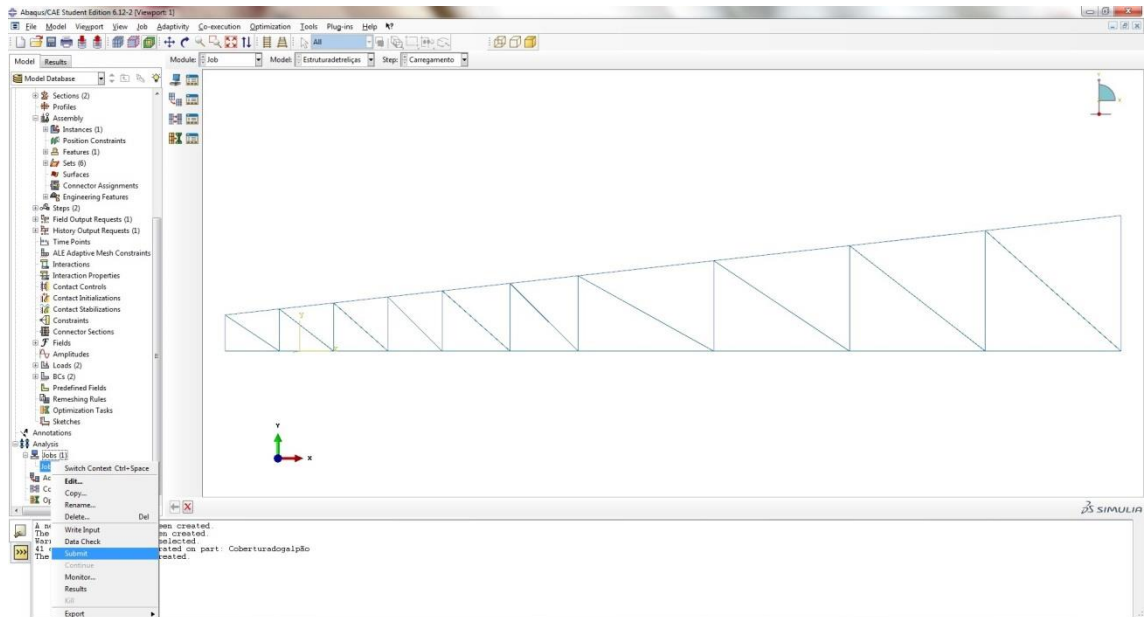 Abaqus/CAE Student Edition 6.12-2 [Viewport: 1]
File Model Viewport View Job Adaptivity Co-execution Optimization Tools Plug-ins Help
All
Model Results
Module: Job Model: Estruturadetreliças Step: Carregamento
Model Database
Sections (2)
Profiles
Assembly
Instances (1)
Position Constraints
Features (1)
Sets (6)
Surfaces
Connector Assignments
Engineering Features
Steps (2)
Field Output Requests (1)
History Output Requests (1)
Time Points
ALE Adaptive Mesh Constraints
Interactions
Interaction Properties
Contact Controls
Contact Initializations
Contact Stabilizations
Constraints
Connector Sections
Fields
Amplitudes
Loads (2)
BCs (2)
Predefined Fields
Remeshing Rules
Optimization Tasks
Sketches
Annotations
Analysis
Jobs (1)
Switch Context Ctrl+Space
Edit...
Copy...
Rename...
Delete... Del
Write Input
Data Check
Submit
Continue
Monitor...
Results
Kill
Export
Y
X
SIMULIA
een created.
The en created.
selected.
41 rated on part: Coberturadogalpão
The reated.